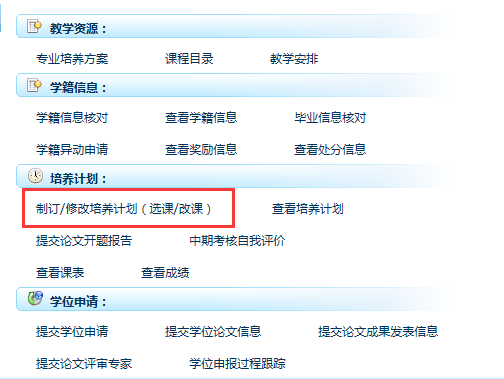 教学资源：
专业培养方案 课程目录 教学安排
学籍信息：
学籍信息核对 查看学籍信息 毕业信息核对
学籍异动申请 查看奖励信息 查看处分信息
培养计划：
制订/修改培养计划（选课/改课） 查看培养计划
提交论文开题报告 中期考核自我评价
查看课表 查看成绩
学位申请：
提交学位申请 提交学位论文信息 提交论文成果发表信息
提交论文评审专家 学位申报过程跟踪